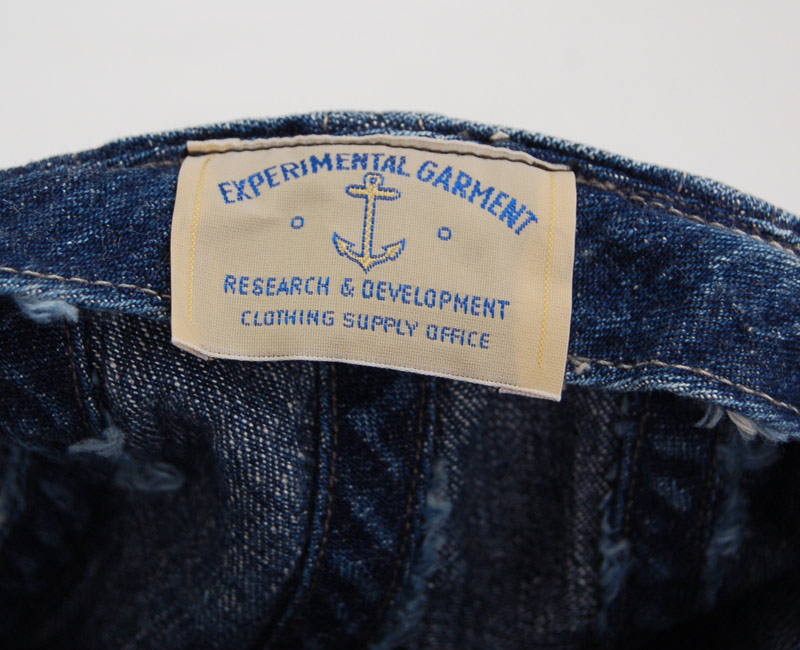 EXPERIMENTAL GARMENT
RESEARCH & DEVELOPMENT
CLOTHING SUPPLY OFFICE